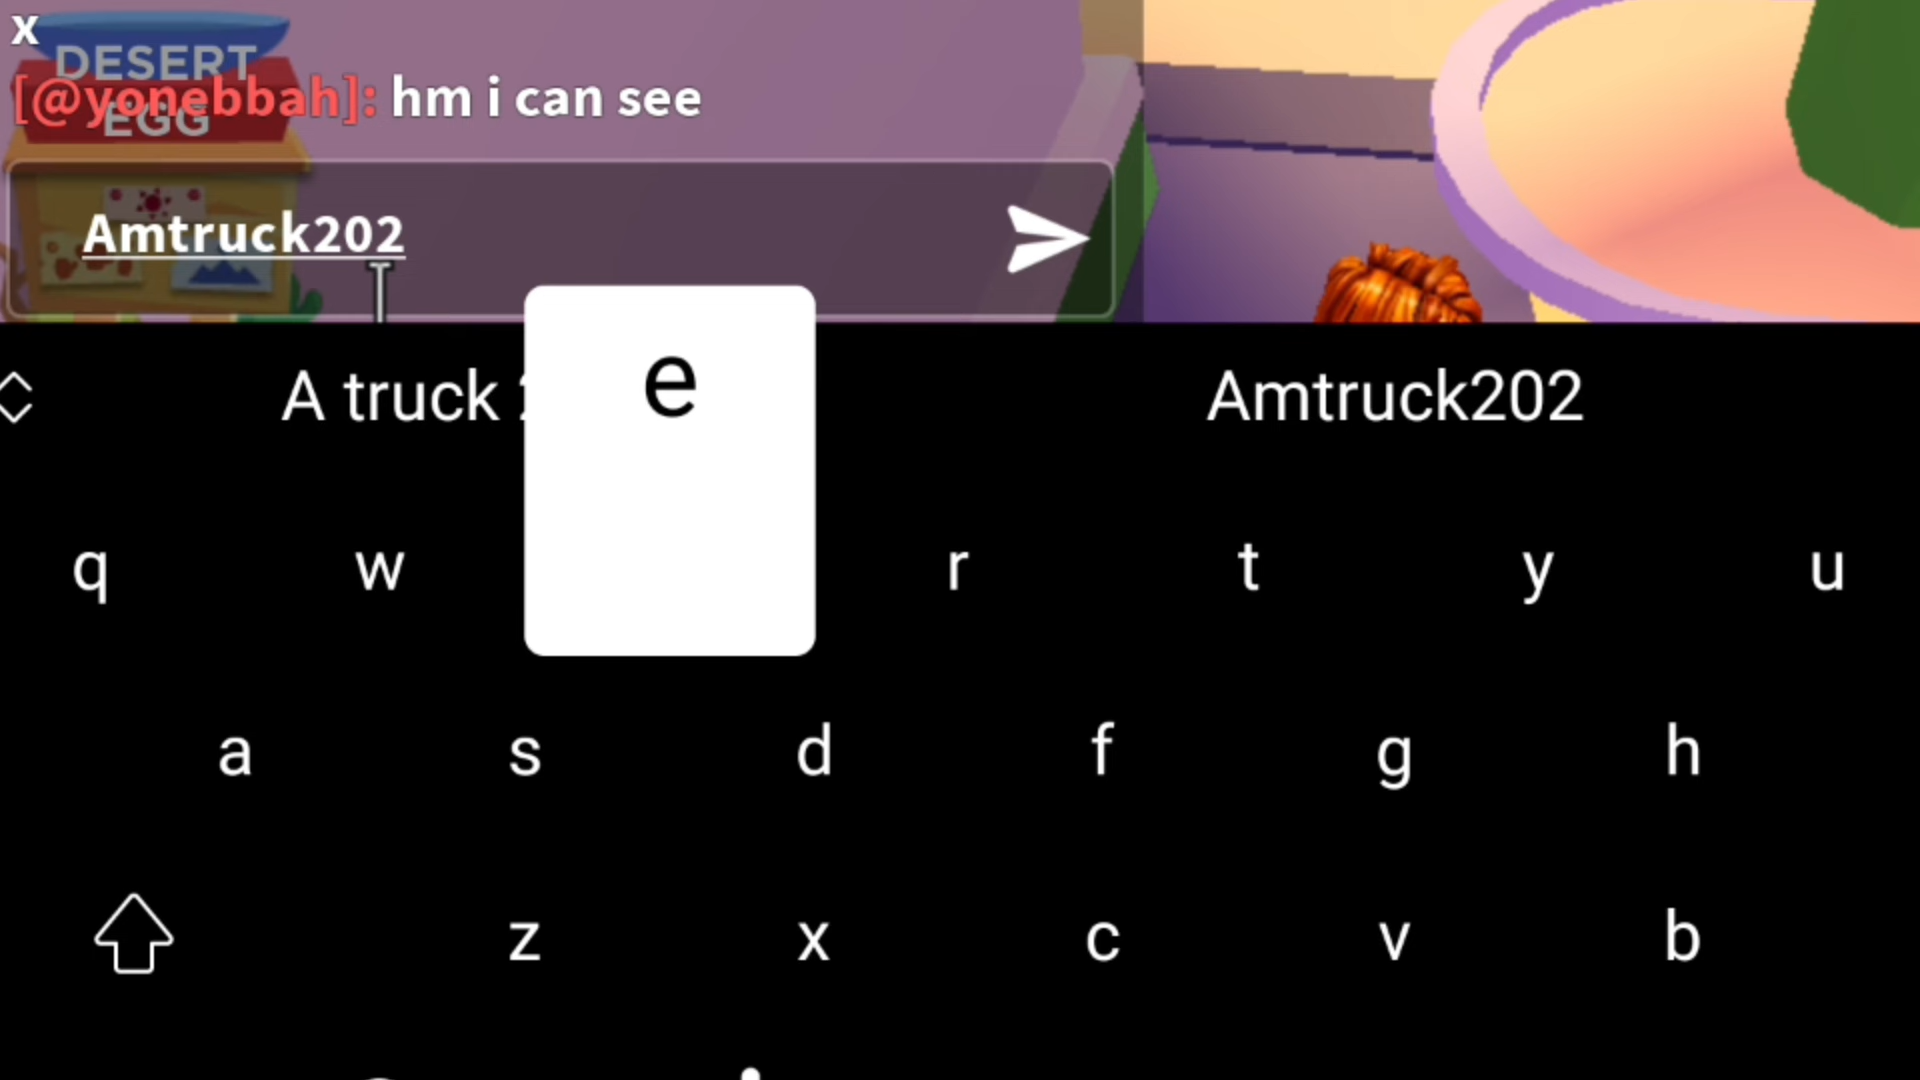 x
DESERT
EGG
[@yonebbah]: hm i can see
Amtruck202
A truck
Amtruck202
e
q w r t y u
a s d f g h
z x c v b